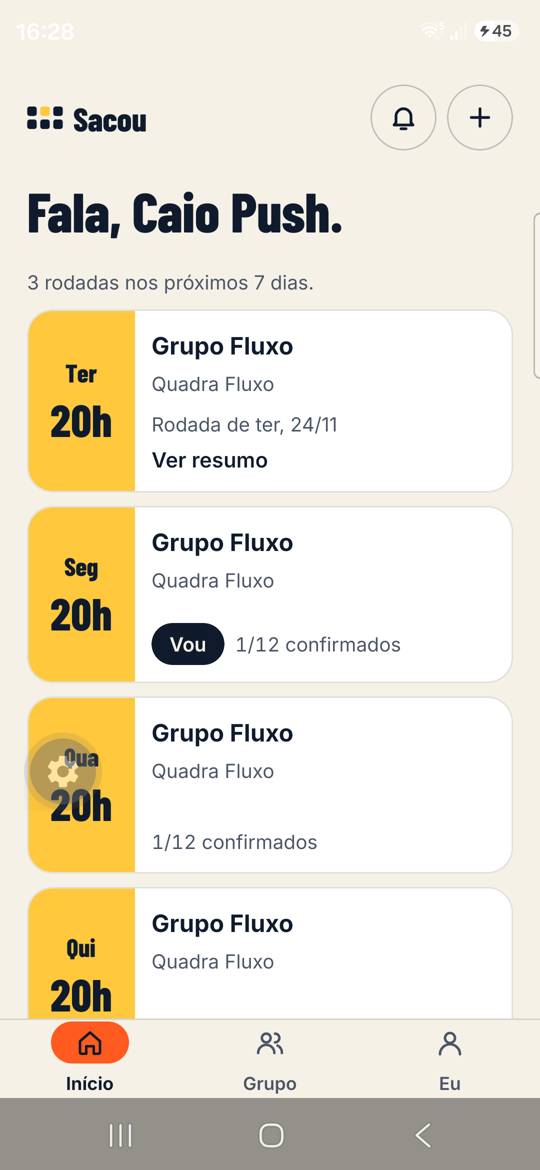 16:28
45
Sacou
Fala, Caio Push.
3 rodadas nos próximos 7 dias.
Ter
20h
Grupo Fluxo
Quadra Fluxo
Rodada de ter, 24/11
Ver resumo
Seg
20h
Grupo Fluxo
Quadra Fluxo
Vou
1/12 confirmados
Qua
20h
Grupo Fluxo
Quadra Fluxo
1/12 confirmados
Qui
20h
Grupo Fluxo
Quadra Fluxo
Início
Grupo
Eu